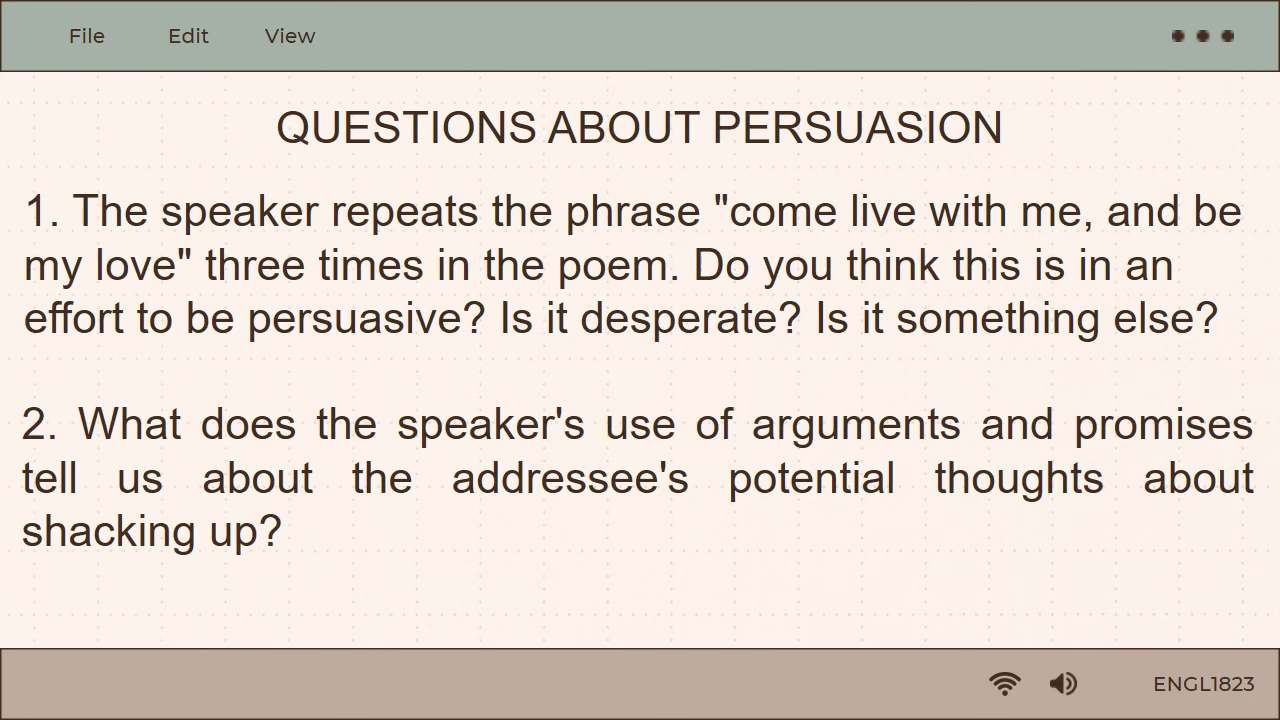 File Edit View
QUESTIONS ABOUT PERSUASION
1. The speaker repeats the phrase "come live with me, and be
my love" three times in the poem. Do you think this is in an
effort to be persuasive? Is it desperate? Is it something else?
2. What does the speaker's use of arguments and promises
tell us about the addressee's potential thoughts about
shacking up?
ENGL1823